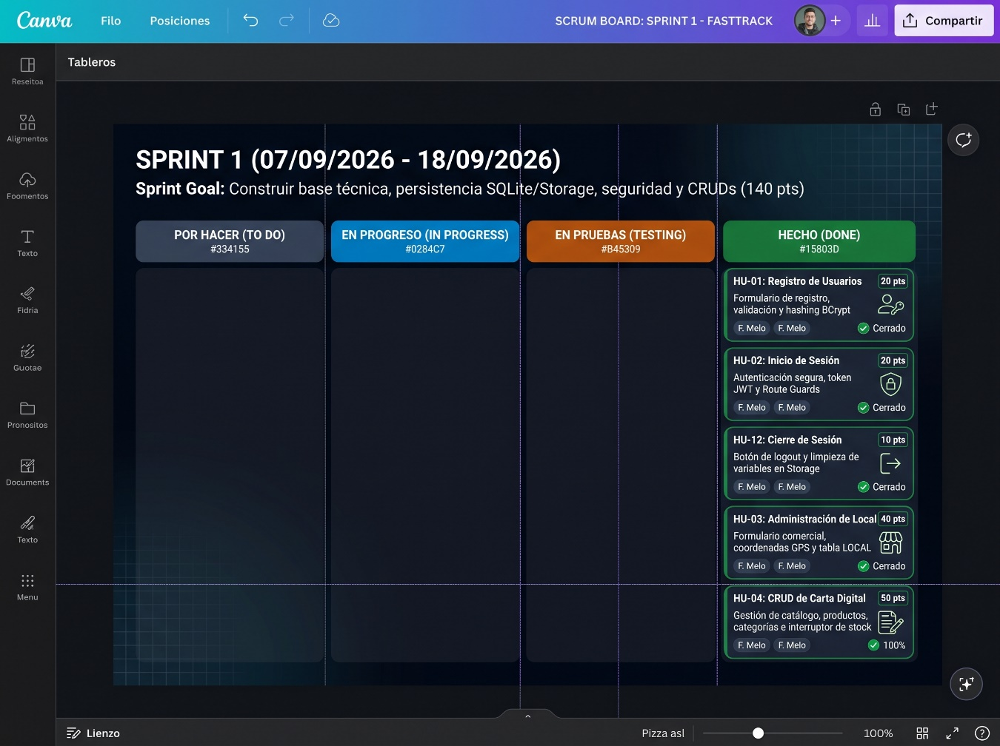 Canva
Filo
Posiciones
SCRUM BOARD: SPRINT 1 - FASTTRACK
Compartir
Tableros
Reseitoa
Aligmentos
Foomentos
Texto
Fidria
Guotae
Pronositos
Documents
Texto
Menu
SPRINT 1 (07/09/2026 - 18/09/2026)
Sprint Goal: Construir base técnica, persistencia SQLite/Storage, seguridad y CRUDs (140 pts)
POR HACER (TO DO)
#334155
EN PROGRESO (IN PROGRESS)
#0284C7
EN PRUEBAS (TESTING)
#B45309
HECHO (DONE)
#15803D
HU-01: Registro de Usuarios 20 pts
Formulario de registro,
validación y hashing BCrypt
F. Melo F. Melo Cerrado
HU-02: Inicio de Sesión 20 pts
Autenticación segura, token
JWT y Route Guards
F. Melo F. Melo Cerrado
HU-12: Cierre de Sesión 10 pts
Botón de logout y limpieza de
variables en Storage
F. Melo F. Melo Cerrado
HU-03: Administración de Local 40 pts
Formulario comercial,
coordenadas GPS y tabla LOCAL
F. Melo F. Melo Cerrado
HU-04: CRUD de Carta Digital 50 pts
Gestión de catálogo, productos,
categorías e interruptor de stock
F. Melo F. Melo 100%
Lienzo
Pizza asl
100%